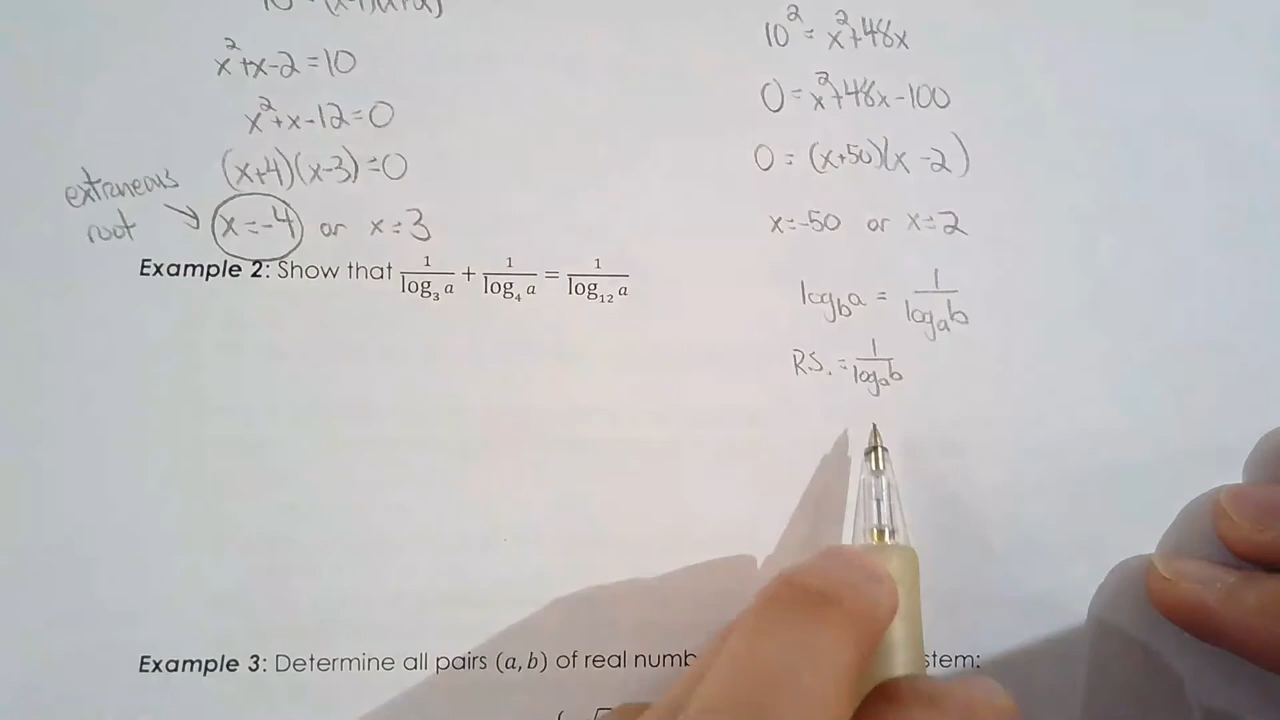 x²+x-2=10
x²+x-12=0
(x+4)(x-3)=0
extraneous root
x=-4 or x=3
10²=x²+48x
0=x²+48x-100
0=(x+50)(x-2)
x=-50 or x=2
Example 2: Show that 1/log₃ a + 1/log₄ a = 1/log₁₂ a
log_b a = 1/log_a b
R.S. = 1/log_a b
Example 3: Determine all pairs (a, b) of real stem: